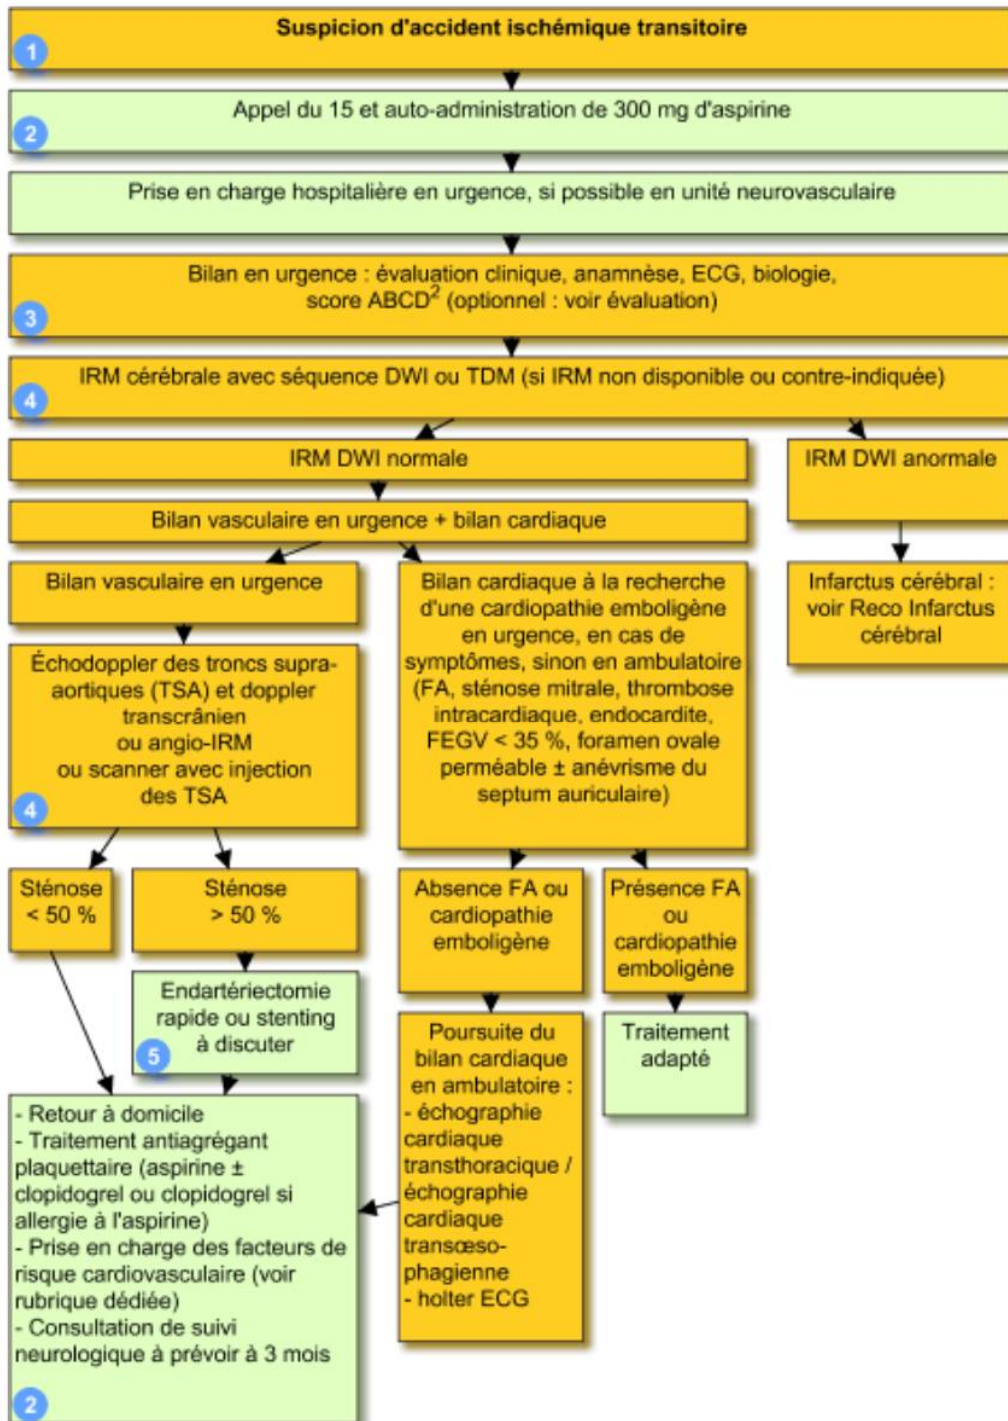 Suspicion d'accident ischémique transitoire
1
Appel du 15 et auto-administration de 300 mg d'aspirine
2
Prise en charge hospitalière en urgence, si possible en unité neurovasculaire
Bilan en urgence : évaluation clinique, anamnèse, ECG, biologie,
score ABCD² (optionnel : voir évaluation)
3
IRM cérébrale avec séquence DWI ou TDM (si IRM non disponible ou contre-indiquée)
4
IRM DWI normale
IRM DWI anormale
Bilan vasculaire en urgence + bilan cardiaque
Bilan vasculaire en urgence
Bilan cardiaque à la recherche
d'une cardiopathie emboligène
en urgence, en cas de
symptômes, sinon en ambulatoire
(FA, sténose mitrale, thrombose
intracardiaque, endocardite,
FEGV < 35 %, foramen ovale
perméable ± anévrisme du
septum auriculaire)
Infarctus cérébral :
voir Reco Infarctus
cérébral
Échodoppler des troncs supra-
aortiques (TSA) et doppler
transcrânien
ou angio-IRM
ou scanner avec injection
des TSA
4
Sténose
< 50 %
Sténose
> 50 %
Absence FA ou
cardiopathie
emboligène
Présence FA
ou
cardiopathie
emboligène
Endartériectomie
rapide ou stenting
à discuter
5
Poursuite du
bilan cardiaque
en ambulatoire :
- échographie
cardiaque
transthoracique /
échographie
cardiaque
transœso-
phagienne
- holter ECG
Traitement
adapté
- Retour à domicile
- Traitement antiagrégant
plaquettaire (aspirine ±
clopidogrel ou clopidogrel si
allergie à l'aspirine)
- Prise en charge des facteurs de
risque cardiovasculaire (voir
rubrique dédiée)
- Consultation de suivi
neurologique à prévoir à 3 mois
2